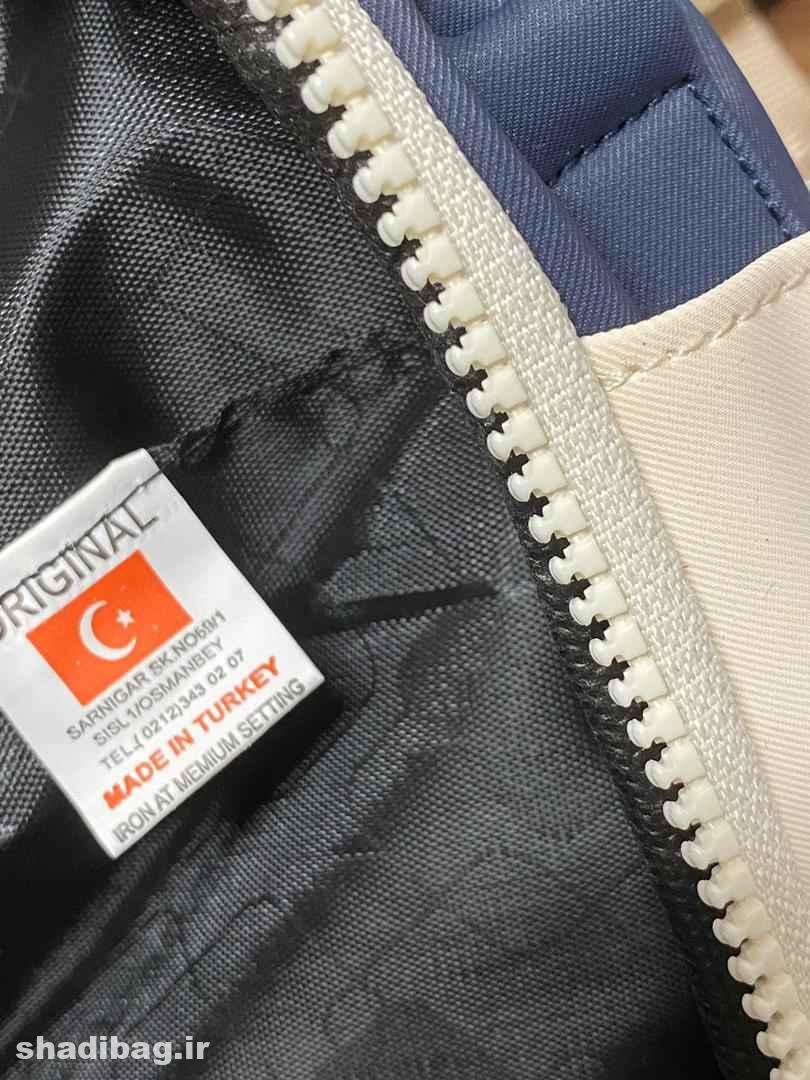 ORIGINAL
SARNIGAR SK.NO60/1
SISL1/OSMANBEY
TEL.(0212)343 02 07
MADE IN TURKEY
IRON AT MEMIUM SETTING
shadibag.ir